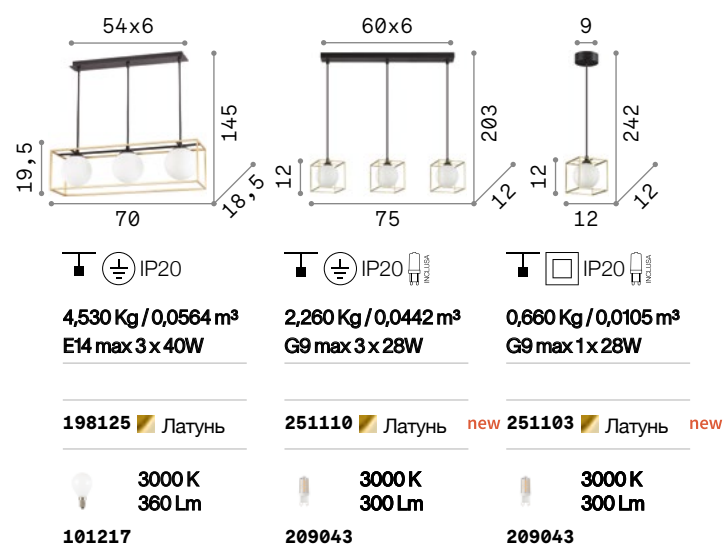 54x6
145
19,5
18,5
70
IP20
4,530 Kg / 0,0564 m³
E14 max 3 x 40W
198125 Латунь
3000 K
360 Lm
101217
60x6
203
12
12
75
IP20 INCLUSA
2,260 Kg / 0,0442 m³
G9 max 3 x 28W
251110 Латунь new
3000 K
300 Lm
209043
9
242
12
12
12
IP20 INCLUSA
0,660 Kg / 0,0105 m³
G9 max 1 x 28W
251103 Латунь new
3000 K
300 Lm
209043